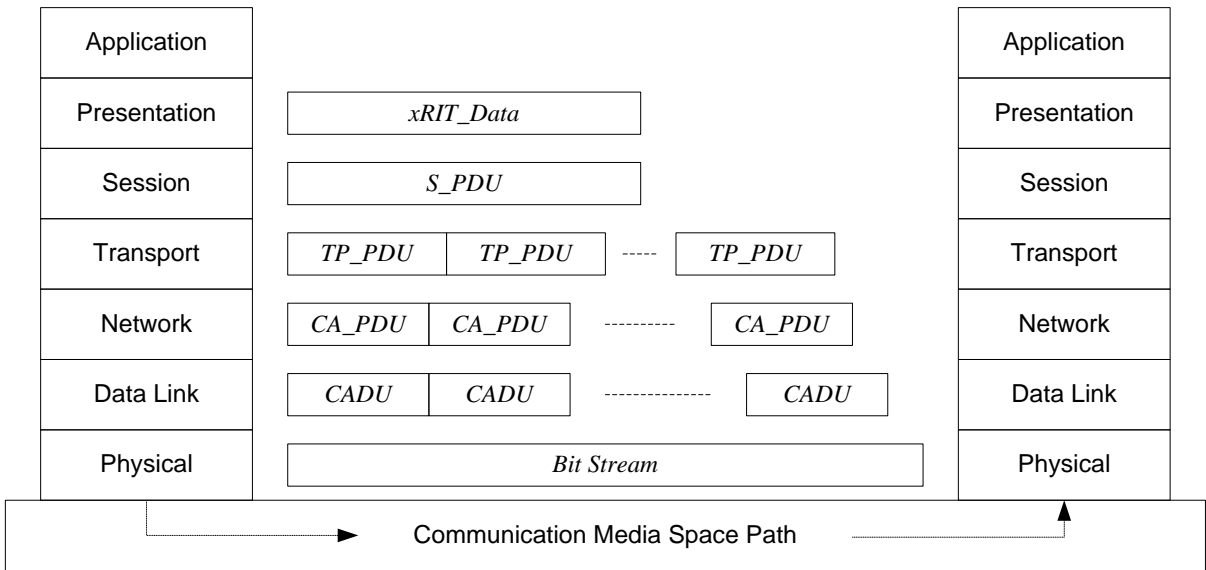 Application
Application
Presentation
xRIT_Data
Presentation
Session
S_PDU
Session
Transport
TP_PDU
TP_PDU
TP_PDU
Transport
Network
CA_PDU
CA_PDU
CA_PDU
Network
Data Link
CADU
CADU
CADU
Data Link
Physical
Bit Stream
Physical
Communication Media Space Path